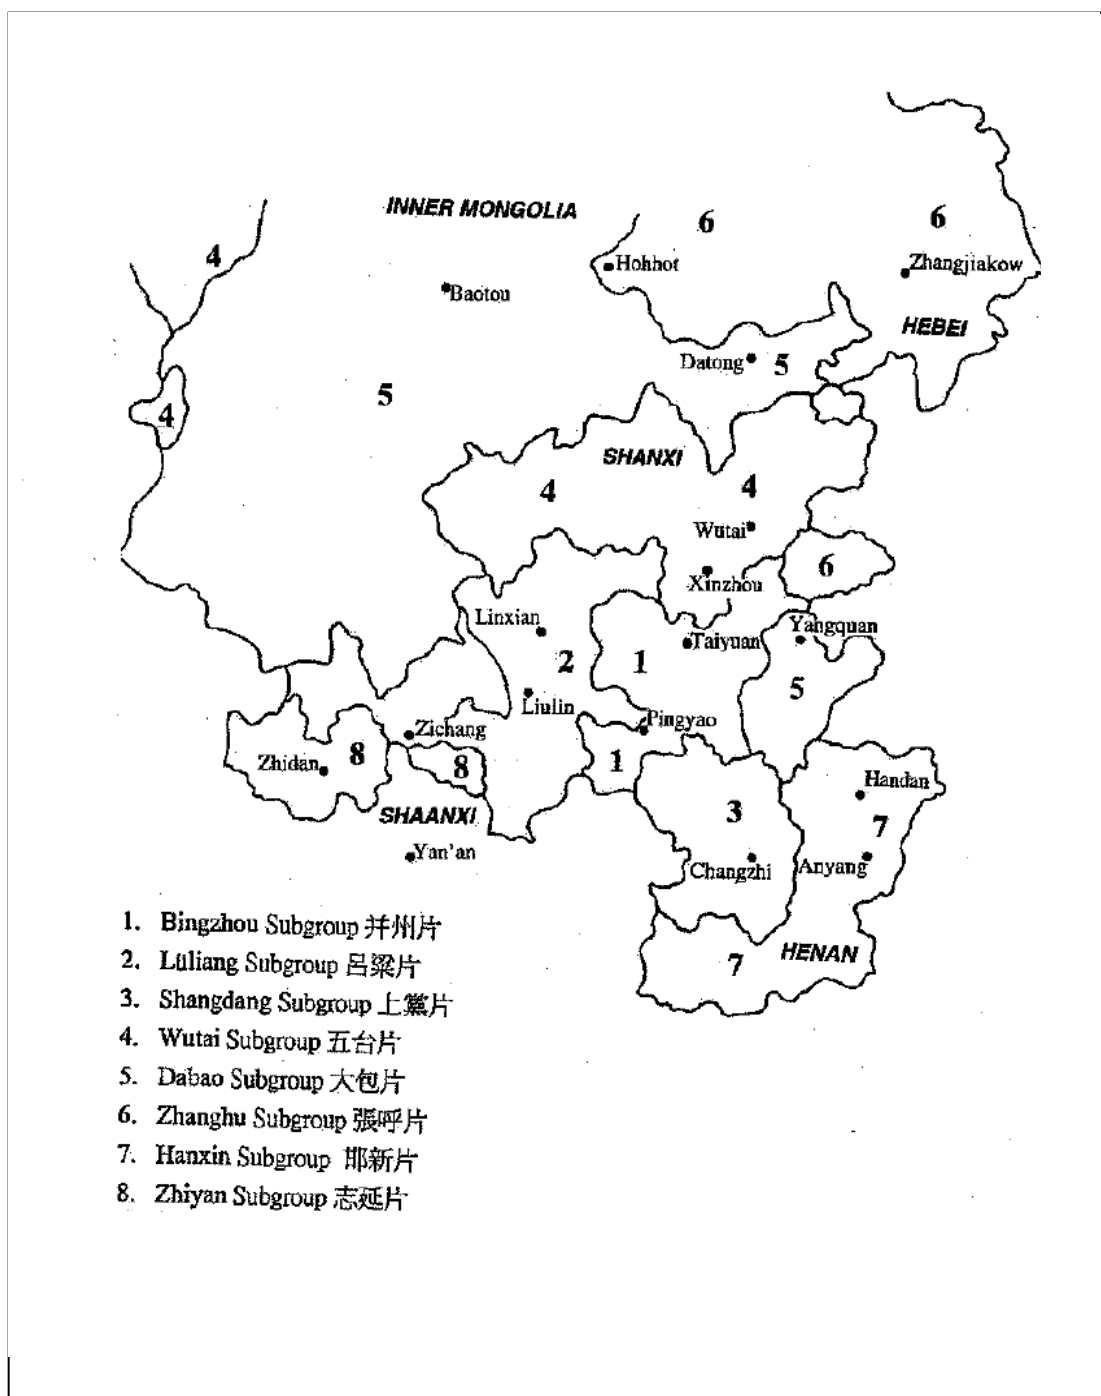 INNER MONGOLIA
6
6
4
Hohhot
Zhangjiakow
Baotou
HEBEI
Datong
5
5
4
SHANXI
4
4
Wutai
6
Xinzhou
Linxian
Yangquan
Taiyuan
2
1
5
Liulin
Pingyao
Zichang
8
Zhidan
8
1
Handan
SHAANXI
3
7
Yan'an
Changzhi
Anyang
HENAN
7
1. Bingzhou Subgroup 并州片
2. Lüliang Subgroup 呂梁片
3. Shangdang Subgroup 上黨片
4. Wutai Subgroup 五台片
5. Dabao Subgroup 大包片
6. Zhanghu Subgroup 張呼片
7. Hanxin Subgroup 邯新片
8. Zhiyan Subgroup 志延片